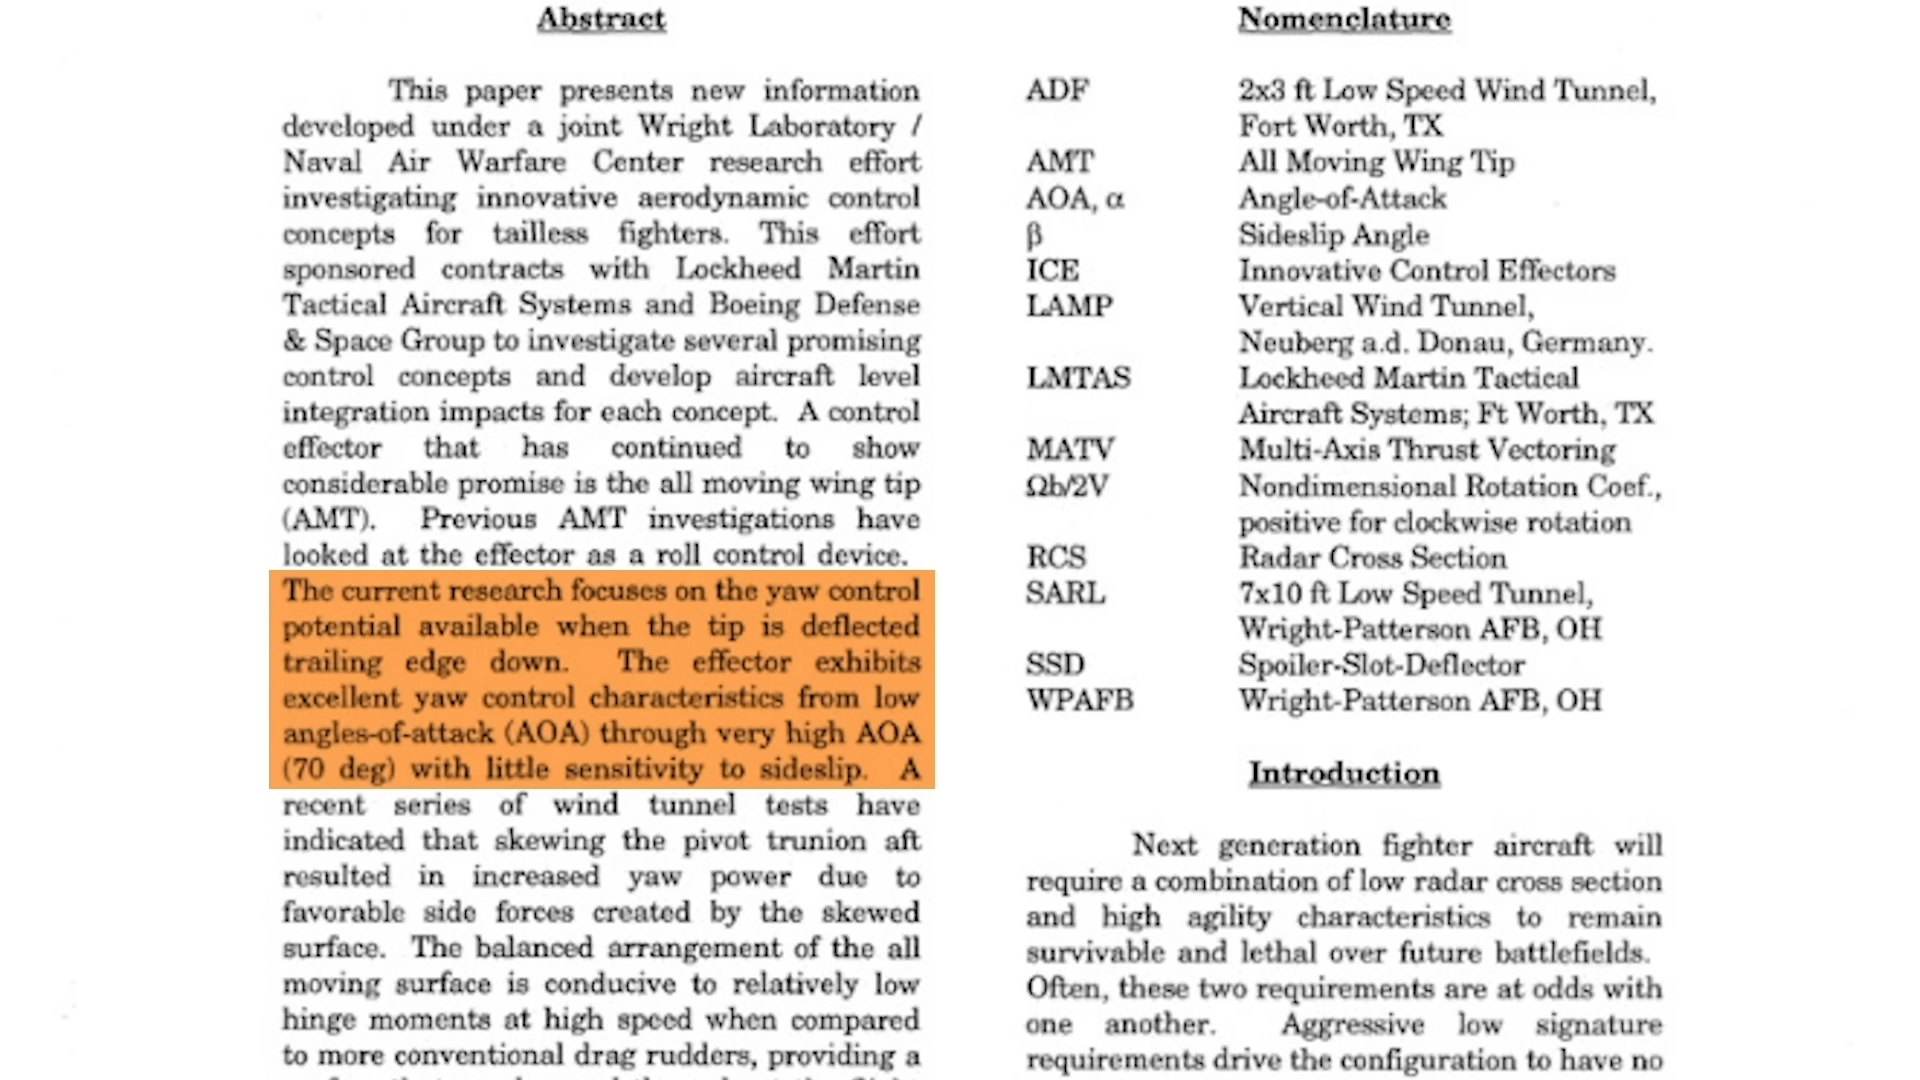 Abstract
This paper presents new information
developed under a joint Wright Laboratory /
Naval Air Warfare Center research effort
investigating innovative aerodynamic control
concepts for tailless fighters. This effort
sponsored contracts with Lockheed Martin
Tactical Aircraft Systems and Boeing Defense
& Space Group to investigate several promising
control concepts and develop aircraft level
integration impacts for each concept. A control
effector that has continued to show
considerable promise is the all moving wing tip
(AMT). Previous AMT investigations have
looked at the effector as a roll control device.
The current research focuses on the yaw control
potential available when the tip is deflected
trailing edge down. The effector exhibits
excellent yaw control characteristics from low
angles-of-attack (AOA) through very high AOA
(70 deg) with little sensitivity to sideslip. A
recent series of wind tunnel tests have
indicated that skewing the pivot trunion aft
resulted in increased yaw power due to
favorable side forces created by the skewed
surface. The balanced arrangement of the all
moving surface is conducive to relatively low
hinge moments at high speed when compared
to more conventional drag rudders, providing a
Nomenclature
ADF 2x3 ft Low Speed Wind Tunnel,
Fort Worth, TX
AMT All Moving Wing Tip
AOA, α Angle-of-Attack
β Sideslip Angle
ICE Innovative Control Effectors
LAMP Vertical Wind Tunnel,
Neuberg a.d. Donau, Germany.
LMTAS Lockheed Martin Tactical
Aircraft Systems; Ft Worth, TX
MATV Multi-Axis Thrust Vectoring
Ωb/2V Nondimensional Rotation Coef.,
positive for clockwise rotation
RCS Radar Cross Section
SARL 7x10 ft Low Speed Tunnel,
Wright-Patterson AFB, OH
SSD Spoiler-Slot-Deflector
WPAFB Wright-Patterson AFB, OH
Introduction
Next generation fighter aircraft will
require a combination of low radar cross section
and high agility characteristics to remain
survivable and lethal over future battlefields.
Often, these two requirements are at odds with
one another. Aggressive low signature
requirements drive the configuration to have no